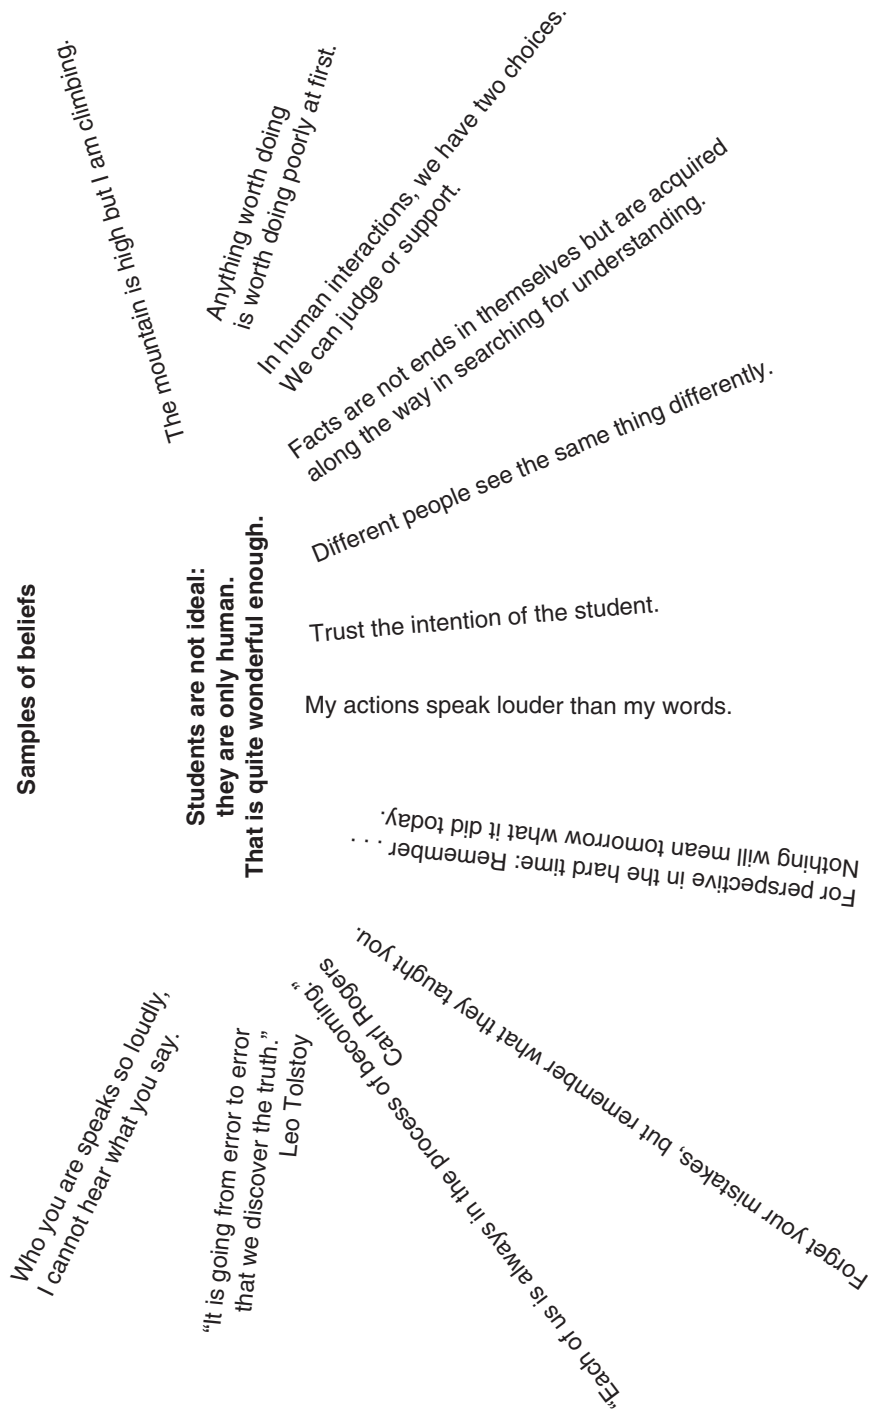 Samples of beliefs
Students are not ideal:
they are only human.
That is quite wonderful enough.
The mountain is high but I am climbing.
Anything worth doing
is worth doing poorly at first.
In human interactions, we have two choices.
We can judge or support.
Facts are not ends in themselves but are acquired
along the way in searching for understanding.
Different people see the same thing differently.
Trust the intention of the student.
My actions speak louder than my words.
For perspective in the hard time: Remember . . .
Nothing will mean tomorrow what it did today.
Forget your mistakes, but remember what they taught you.
“Each of us is always in the process of becoming.”
Carl Rogers
“It is going from error to error
that we discover the truth.”
Leo Tolstoy
Who you are speaks so loudly,
I cannot hear what you say.